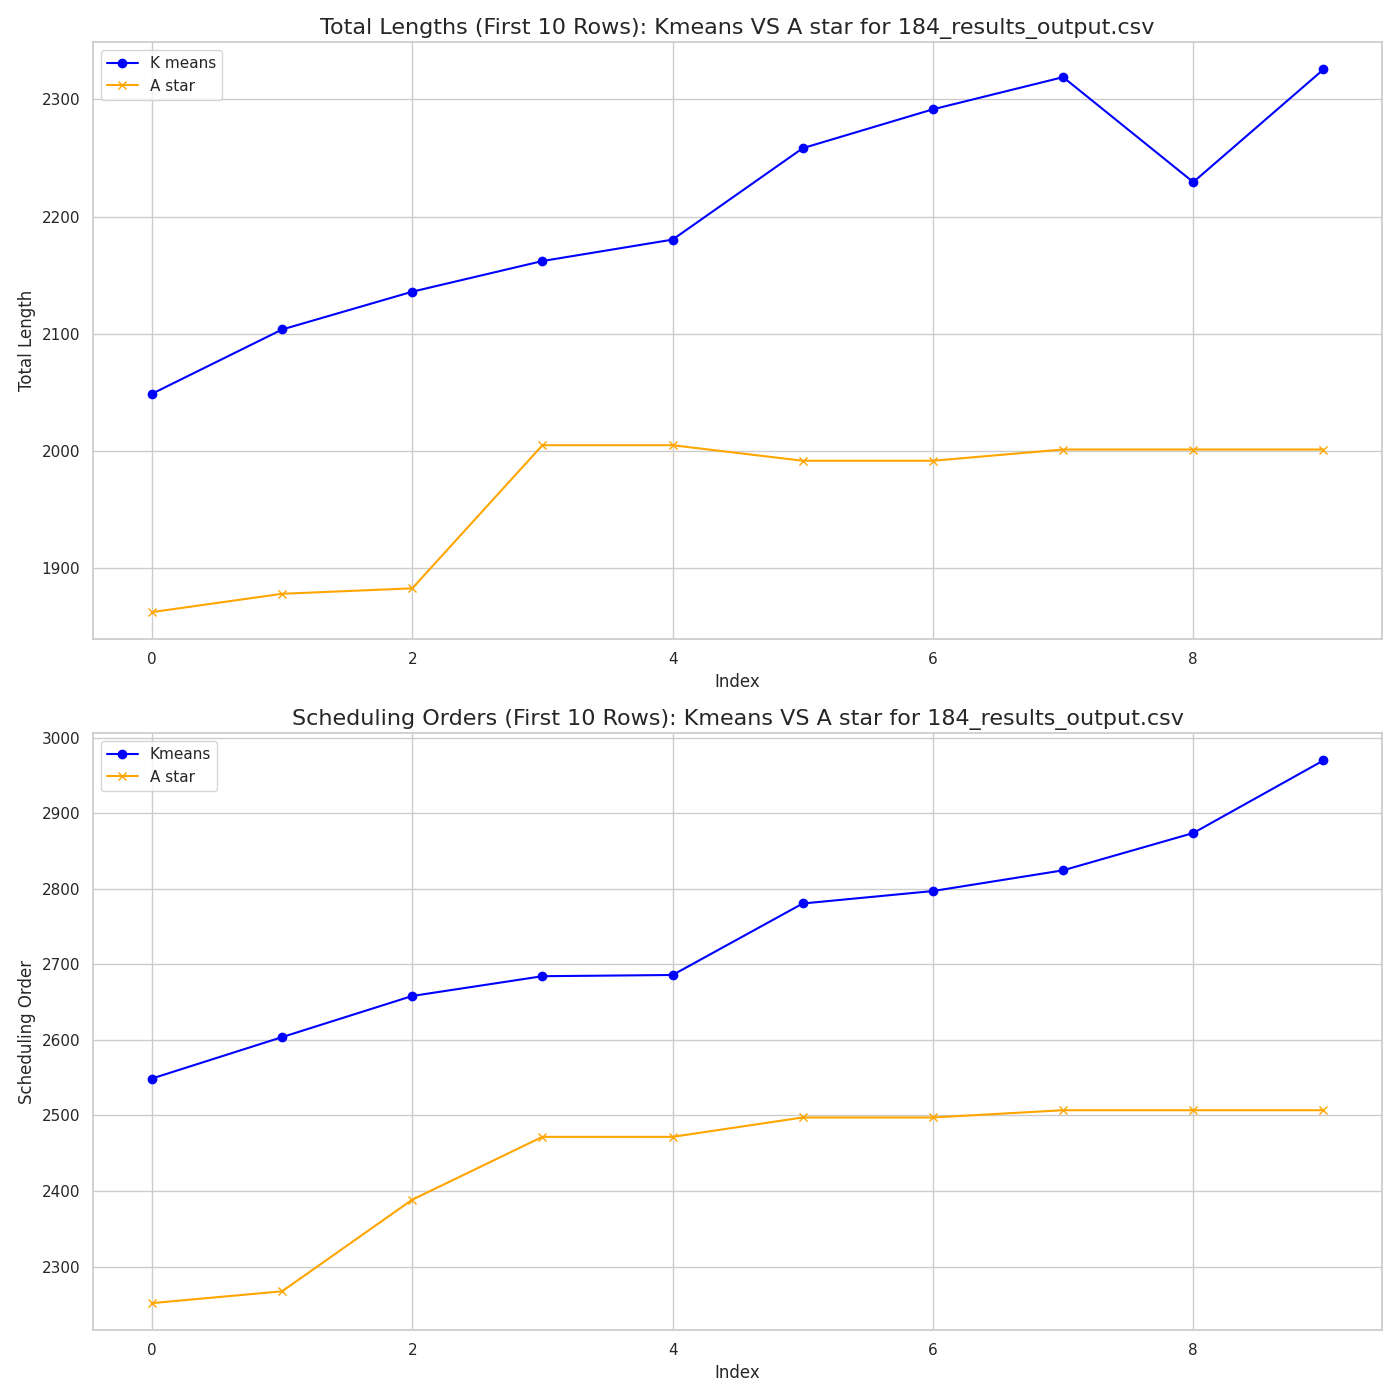 Total Lengths (First 10 Rows): Kmeans VS A star for 184_results_output.csv
K means
A star
2300
2200
2100
2000
1900
Total Length
0 2 4 6 8
Index
Scheduling Orders (First 10 Rows): Kmeans VS A star for 184_results_output.csv
3000
Kmeans
A star
2900
2800
2700
2600
2500
2400
2300
Scheduling Order
0 2 4 6 8
Index